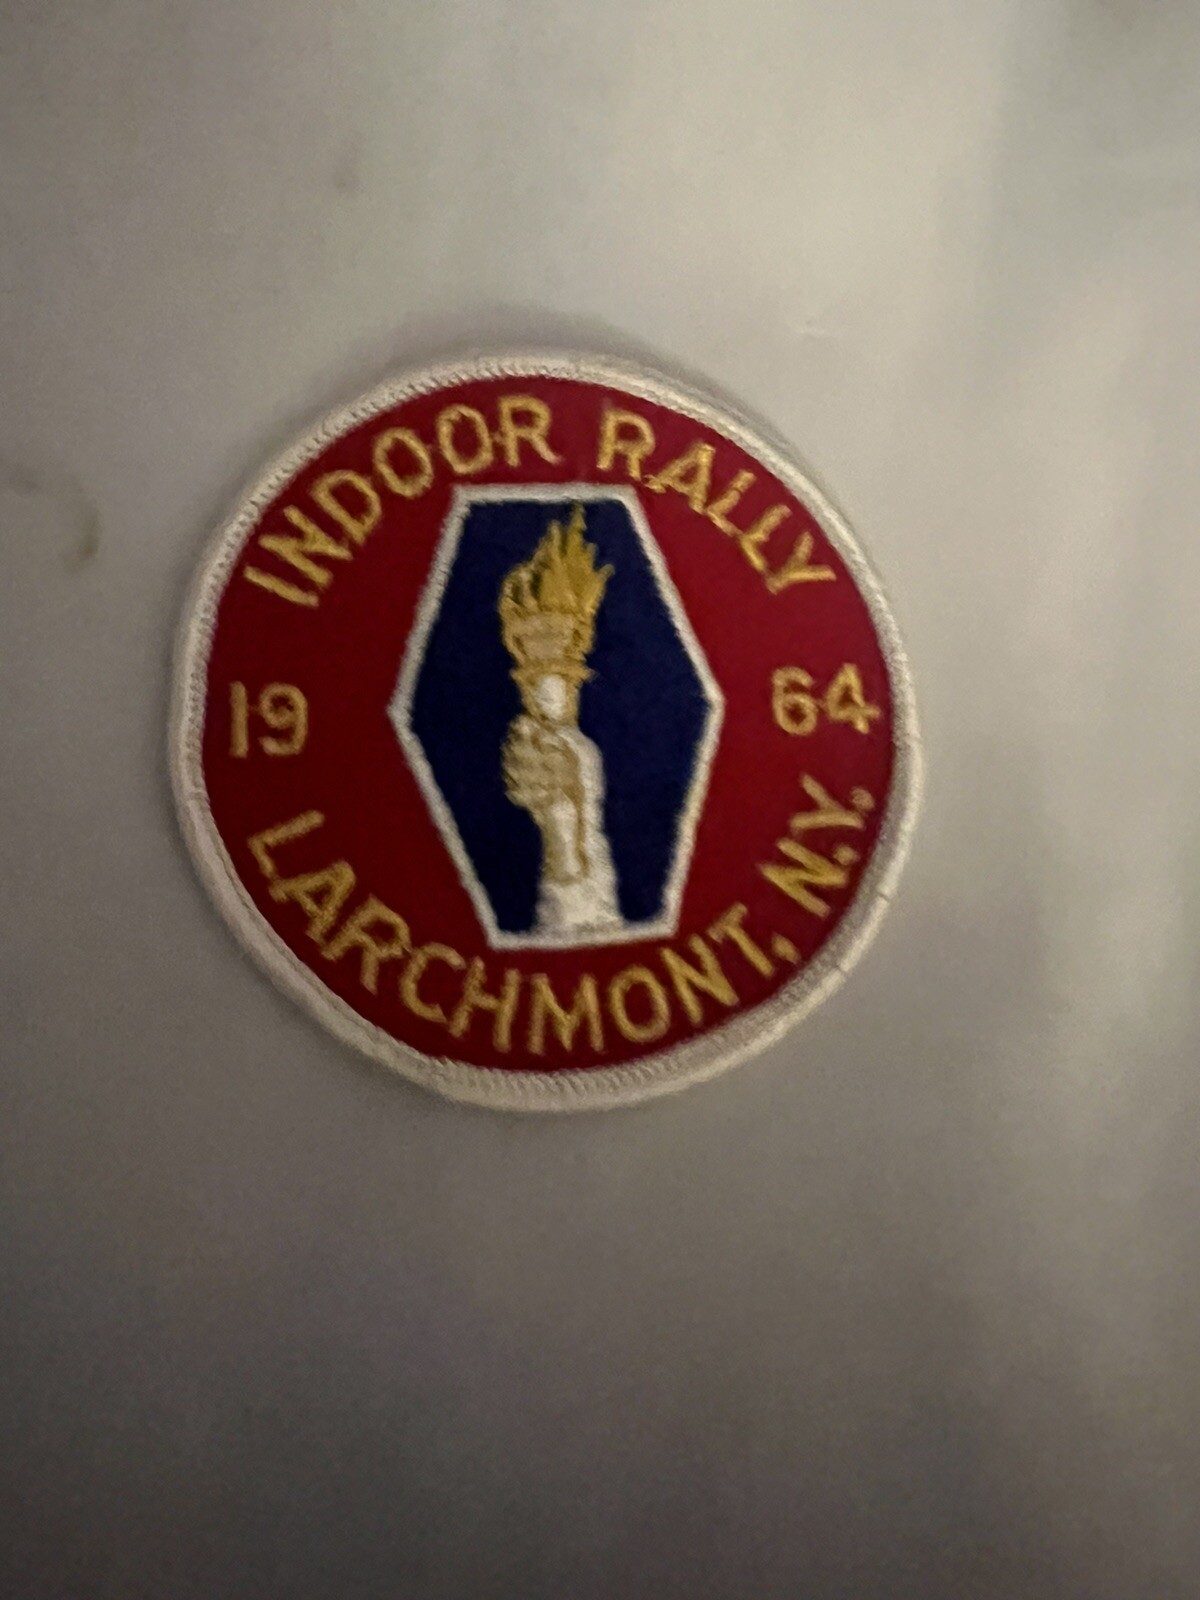 INDOOR RALLY
19 64
LARCHMONT, N.Y.